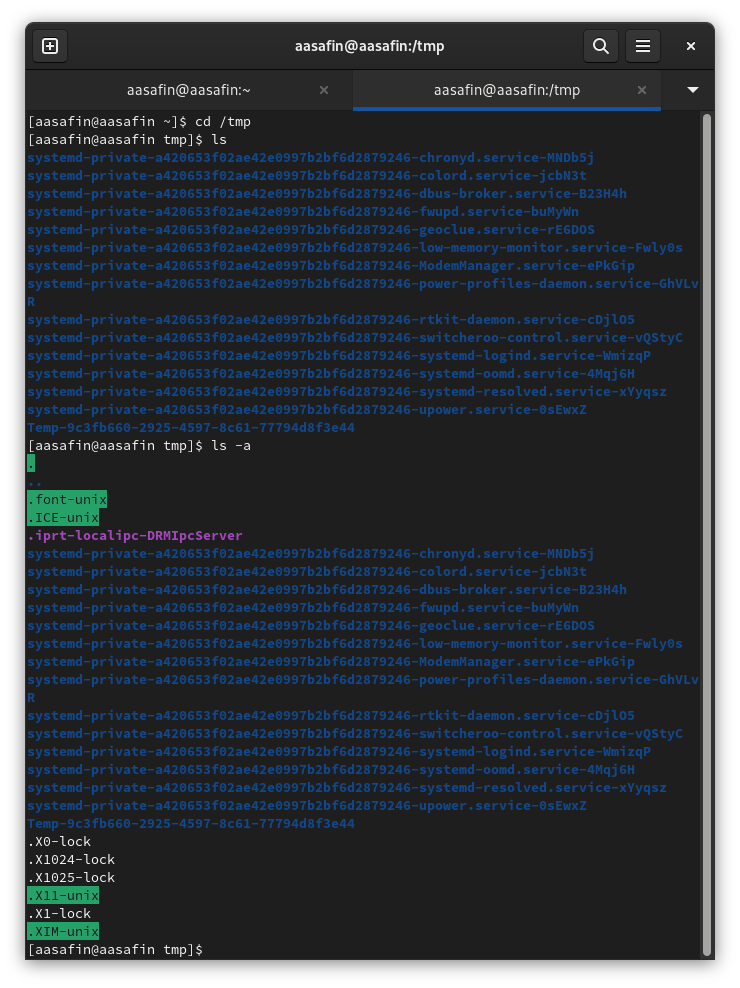 aasafin@aasafin:/tmp
aasafin@aasafin:~
aasafin@aasafin:/tmp
[aasafin@aasafin ~]$ cd /tmp
[aasafin@aasafin tmp]$ ls
systemd-private-a420653f02ae42e0997b2bf6d2879246-chronyd.service-MNDb5j
systemd-private-a420653f02ae42e0997b2bf6d2879246-colord.service-jcbN3t
systemd-private-a420653f02ae42e0997b2bf6d2879246-dbus-broker.service-B23H4h
systemd-private-a420653f02ae42e0997b2bf6d2879246-fwupd.service-buMyWn
systemd-private-a420653f02ae42e0997b2bf6d2879246-geoclue.service-rE6DOS
systemd-private-a420653f02ae42e0997b2bf6d2879246-low-memory-monitor.service-Fwly0s
systemd-private-a420653f02ae42e0997b2bf6d2879246-ModemManager.service-ePkGip
systemd-private-a420653f02ae42e0997b2bf6d2879246-power-profiles-daemon.service-GhVLv
R
systemd-private-a420653f02ae42e0997b2bf6d2879246-rtkit-daemon.service-cDjlO5
systemd-private-a420653f02ae42e0997b2bf6d2879246-switcheroo-control.service-vQStyC
systemd-private-a420653f02ae42e0997b2bf6d2879246-systemd-logind.service-WmizqP
systemd-private-a420653f02ae42e0997b2bf6d2879246-systemd-oomd.service-4Mqj6H
systemd-private-a420653f02ae42e0997b2bf6d2879246-systemd-resolved.service-xYyqsz
systemd-private-a420653f02ae42e0997b2bf6d2879246-upower.service-0sEwxZ
Temp-9c3fb660-2925-4597-8c61-77794d8f3e44
[aasafin@aasafin tmp]$ ls -a
.
..
.font-unix
.ICE-unix
.iprt-localipc-DRMIpcServer
systemd-private-a420653f02ae42e0997b2bf6d2879246-chronyd.service-MNDb5j
systemd-private-a420653f02ae42e0997b2bf6d2879246-colord.service-jcbN3t
systemd-private-a420653f02ae42e0997b2bf6d2879246-dbus-broker.service-B23H4h
systemd-private-a420653f02ae42e0997b2bf6d2879246-fwupd.service-buMyWn
systemd-private-a420653f02ae42e0997b2bf6d2879246-geoclue.service-rE6DOS
systemd-private-a420653f02ae42e0997b2bf6d2879246-low-memory-monitor.service-Fwly0s
systemd-private-a420653f02ae42e0997b2bf6d2879246-ModemManager.service-ePkGip
systemd-private-a420653f02ae42e0997b2bf6d2879246-power-profiles-daemon.service-GhVLv
R
systemd-private-a420653f02ae42e0997b2bf6d2879246-rtkit-daemon.service-cDjlO5
systemd-private-a420653f02ae42e0997b2bf6d2879246-switcheroo-control.service-vQStyC
systemd-private-a420653f02ae42e0997b2bf6d2879246-systemd-logind.service-WmizqP
systemd-private-a420653f02ae42e0997b2bf6d2879246-systemd-oomd.service-4Mqj6H
systemd-private-a420653f02ae42e0997b2bf6d2879246-systemd-resolved.service-xYyqsz
systemd-private-a420653f02ae42e0997b2bf6d2879246-upower.service-0sEwxZ
Temp-9c3fb660-2925-4597-8c61-77794d8f3e44
.X0-lock
.X1024-lock
.X1025-lock
.X11-unix
.X1-lock
.XIM-unix
[aasafin@aasafin tmp]$